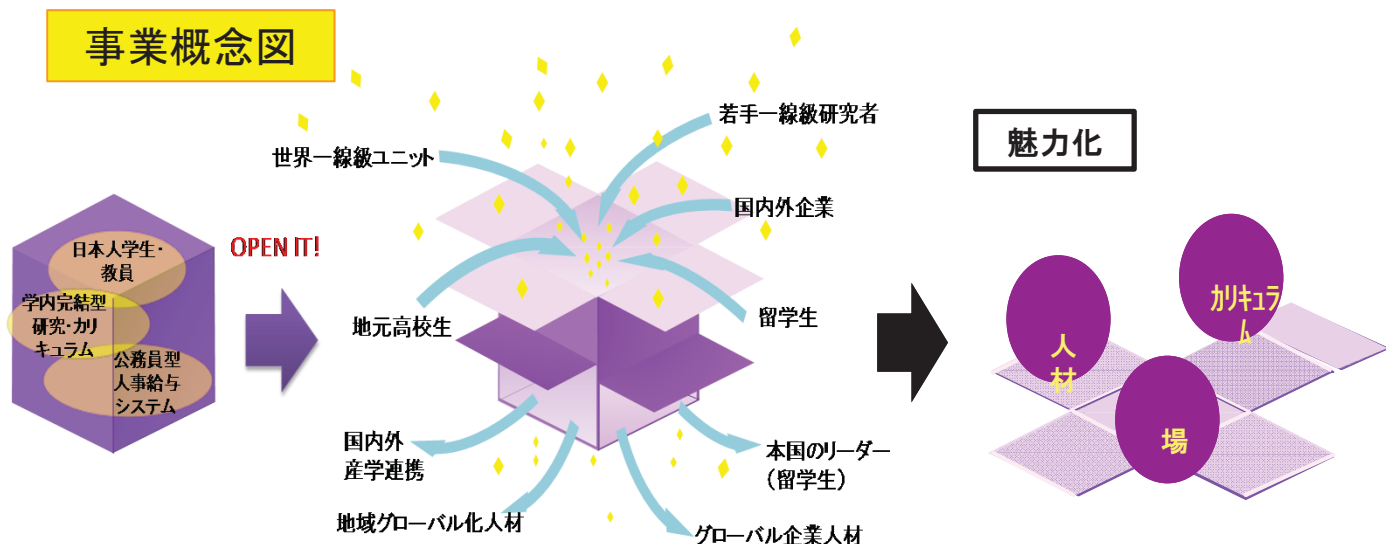 事業概念図
若手一線級研究者
世界一線級ユニット
魅力化
国内外企業
日本人学生・
教員
OPEN IT!
学内完結型
研究・カリ
キュラム
公務員型
人事給与
システム
地元高校生
留学生
カリキュラ
ム
人
材
場
国内外
産学連携
本国のリーダー
(留学生)
地域グローバル化人材
グローバル企業人材